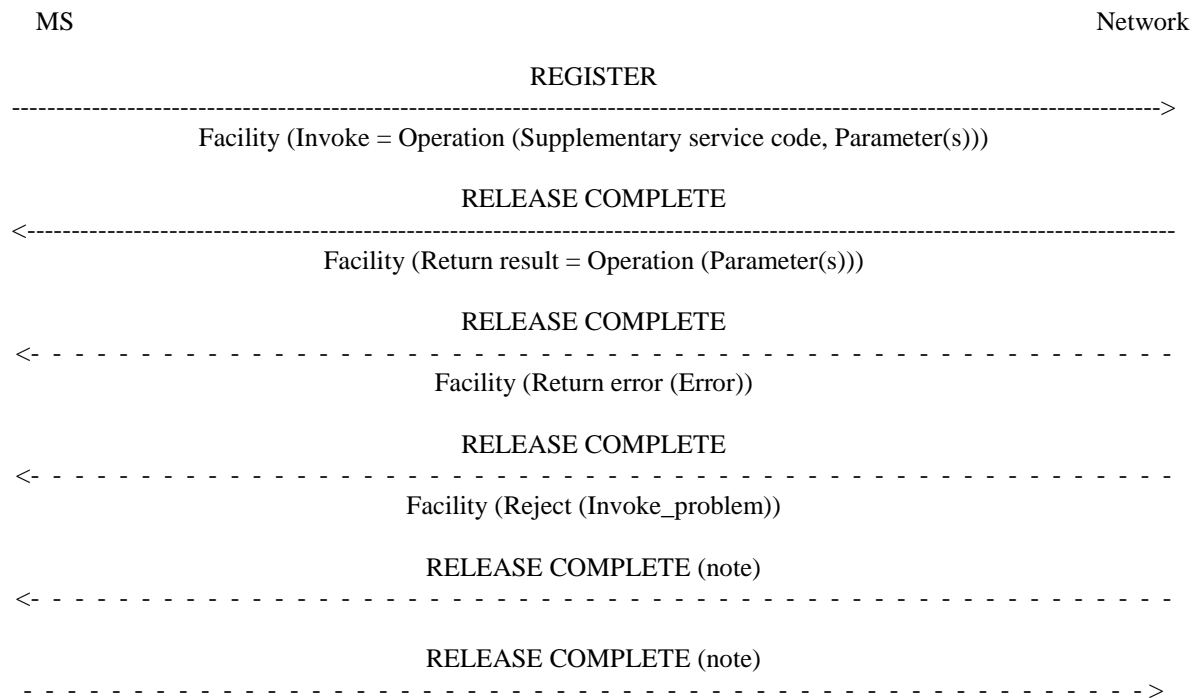 MS Network
REGISTER
Facility (Invoke = Operation (Supplementary service code, Parameter(s)))
RELEASE COMPLETE
Facility (Return result = Operation (Parameter(s)))
RELEASE COMPLETE
Facility (Return error (Error))
RELEASE COMPLETE
Facility (Reject (Invoke_problem))
RELEASE COMPLETE (note)
RELEASE COMPLETE (note)